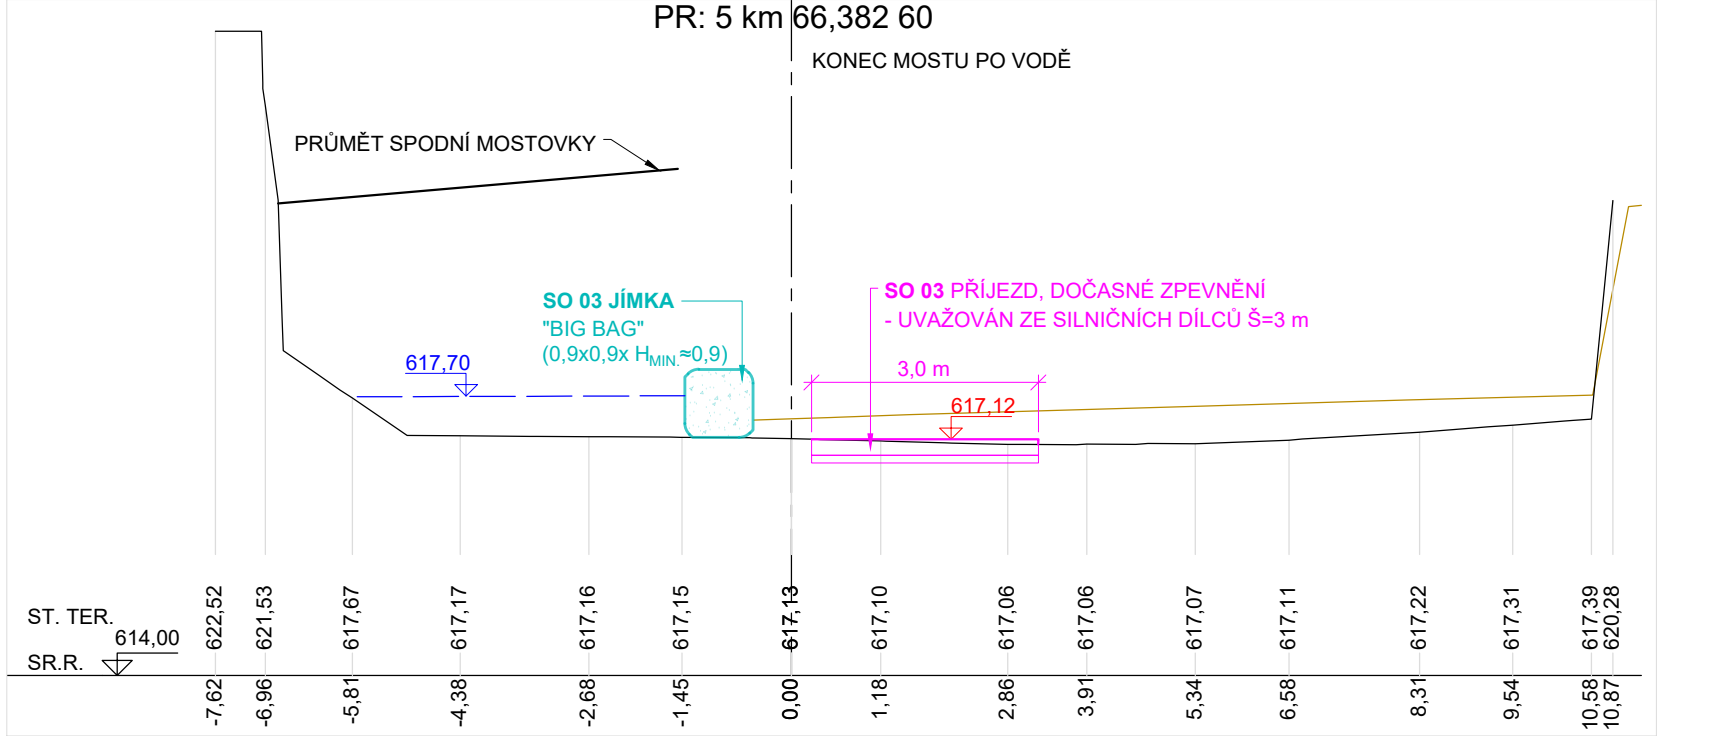 PR: 5 km 66,382 60
KONEC MOSTU PO VODĚ
PRŮMĚT SPODNÍ MOSTOVKY
SO 03 JÍMKA
"BIG BAG"
(0,9x0,9x HMIN.≈0,9)
SO 03 PŘÍJEZD, DOČASNÉ ZPEVNĚNÍ
- UVAŽOVÁN ZE SILNIČNÍCH DÍLCŮ Š=3 m
617,70
3,0 m
617,12
ST. TER.
622,52 621,53 617,67 617,17 617,16 617,15 617,13 617,10 617,06 617,06 617,07 617,11 617,22 617,31 617,39 620,28
614,00
SR.R.
-7,62 -6,96 -5,81 -4,38 -2,68 -1,45 0,00 1,18 2,86 3,91 5,34 6,58 8,31 9,54 10,58 10,87